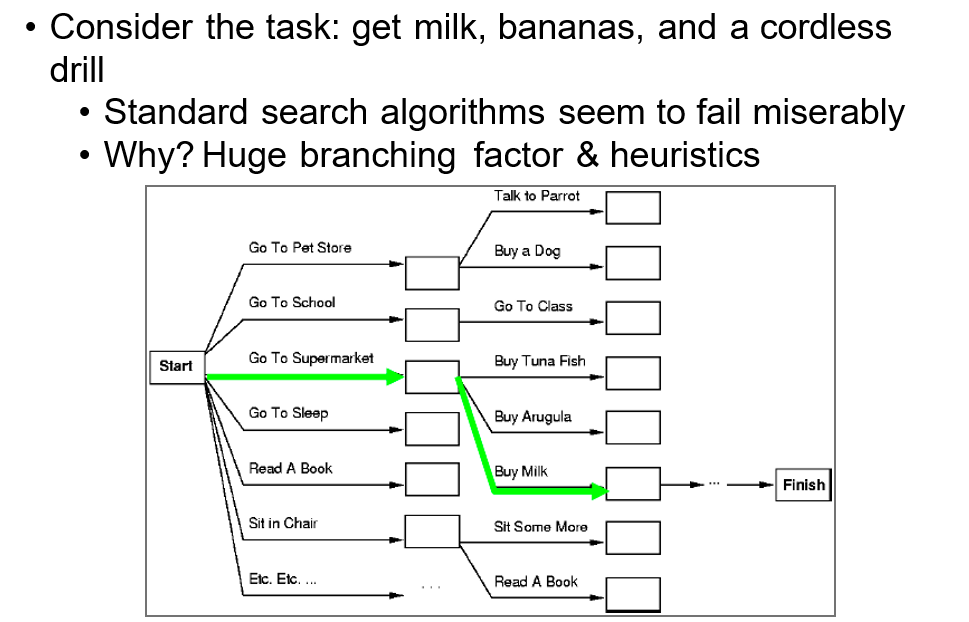 • Consider the task: get milk, bananas, and a cordless
drill
• Standard search algorithms seem to fail miserably
• Why? Huge branching factor & heuristics
Talk to Parrot
Go To Pet Store
Buy a Dog
Go To School
Go To Class
Start
Go To Supermarket
Buy Tuna Fish
Go To Sleep
Buy Arugula
Read A Book
Buy Milk
...
Finish
Sit in Chair
Sit Some More
Etc. Etc. ...
. . .
Read A Book